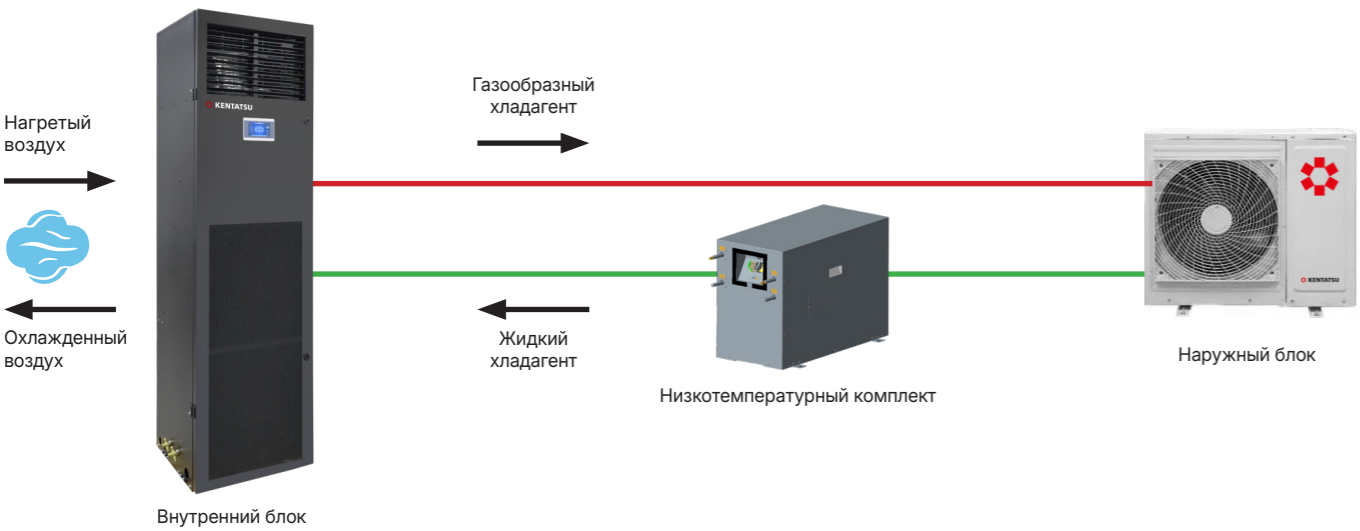 KENTATSU
Нагретый
воздух
Охлажденный
воздух
Внутренний блок
Газообразный
хладагент
Жидкий
хладагент
Низкотемпературный комплект
KENTATSU
Наружный блок